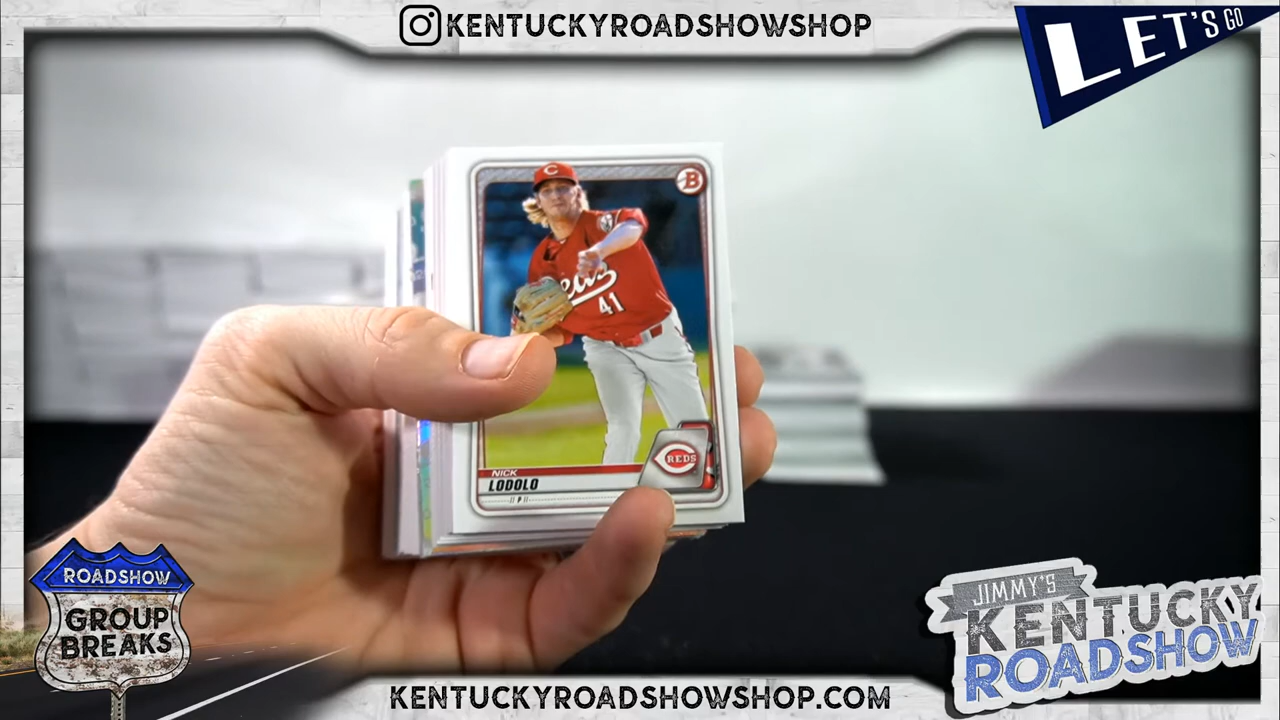 KENTUCKYROADSHOWSHOP
LET'S GO
C
B
Reds
41
REDS
NICK
LODOLO
// P //
ROADSHOW
GROUP
BREAKS
JIMMY'S
KENTUCKY
ROADSHOW
KENTUCKYROADSHOWSHOP.COM